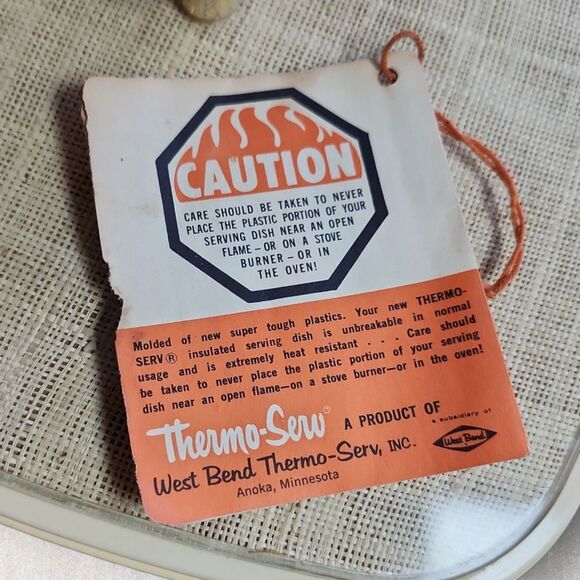 CAUTION
CARE SHOULD BE TAKEN TO NEVER
PLACE THE PLASTIC PORTION OF YOUR
SERVING DISH NEAR AN OPEN
FLAME – OR ON A STOVE
BURNER – OR IN
THE OVEN!
Molded of new super tough plastics. Your new THERMO-
SERV® insulated serving dish is unbreakable in normal
usage and is extremely heat resistant . . . Care should
be taken to never place the plastic portion of your serving
dish near an open flame—on a stove burner—or in the oven!
Thermo-Serv® A PRODUCT OF
a subsidiary of
West Bend Thermo-Serv, INC. West Bend
Anoka, Minnesota